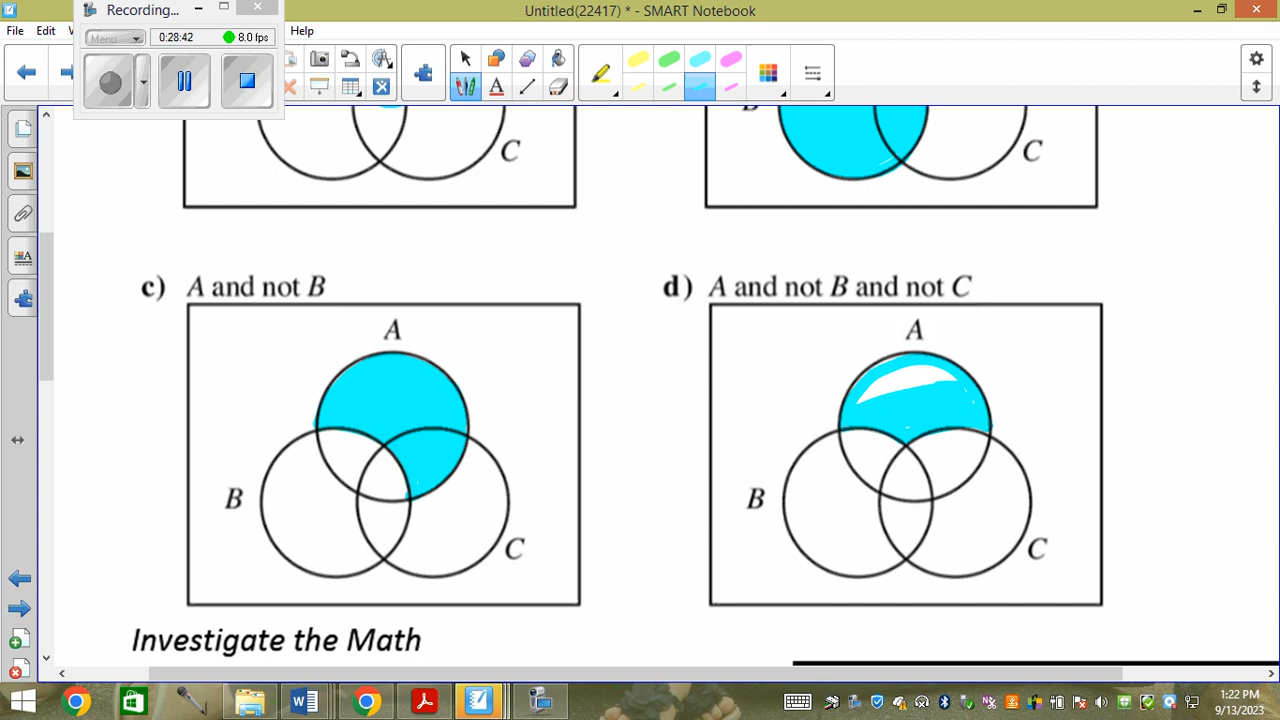 Recording...
Untitled(22417) * - SMART Notebook
File Edit
Help
Menu
0:28:42
8.0 fps
C
C
c) A and not B
d) A and not B and not C
A
A
B
B
C
C
Investigate the Math
1:22 PM
9/13/2023